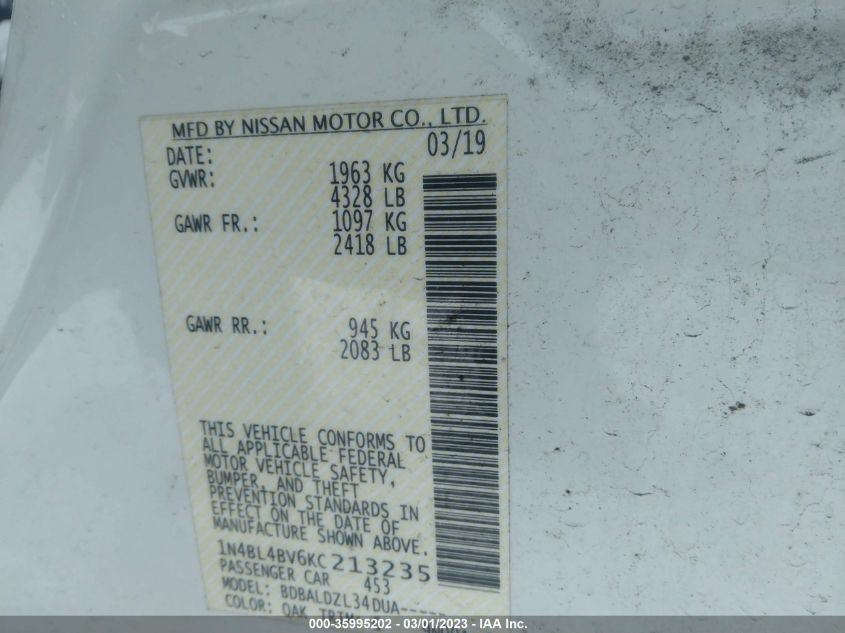 MFD BY NISSAN MOTOR CO., LTD.
DATE: 03/19
GVWR: 1963 KG
4328 LB
GAWR FR.: 1097 KG
2418 LB
GAWR RR.: 945 KG
2083 LB
THIS VEHICLE CONFORMS TO
ALL APPLICABLE FEDERAL
MOTOR VEHICLE SAFETY,
BUMPER, AND THEFT
PREVENTION STANDARDS IN
EFFECT ON THE DATE OF
MANUFACTURE SHOWN ABOVE.
1N4BL4BV6KC213235
PASSENGER CAR 453
MODEL: BDBALDZL34DUA-----
COLOR: QAK TRIM:
000-35995202 - 03/01/2023 - © IAA Inc.